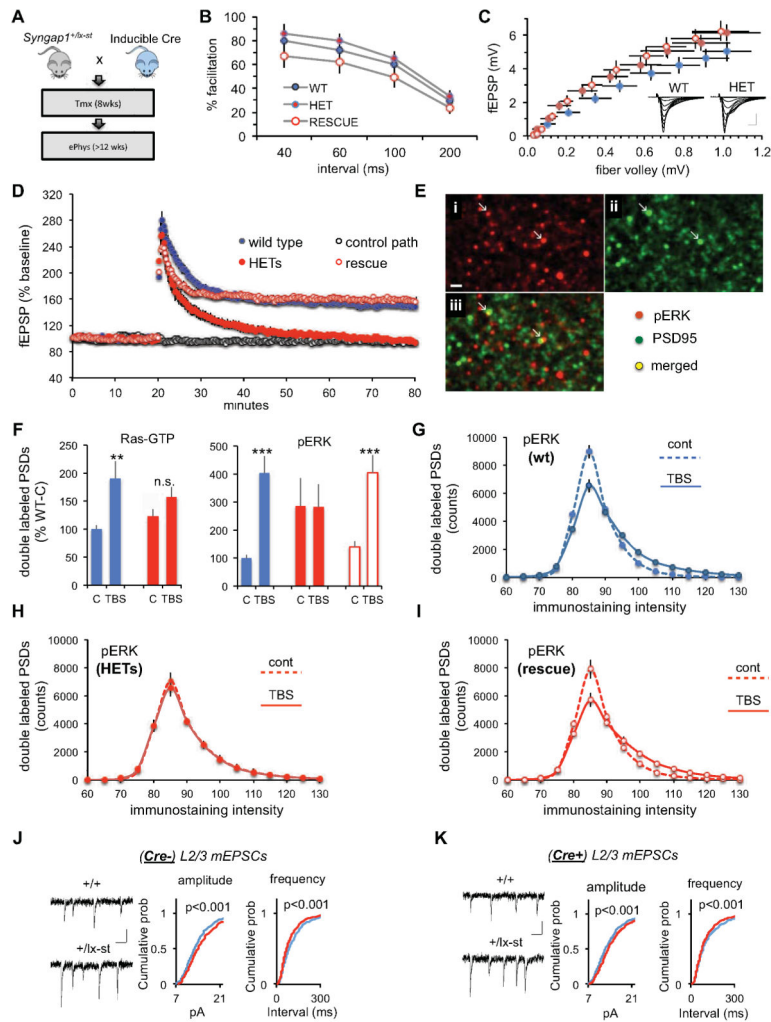 A
Syngap1+/lx-st
Inducible Cre
x
Tmx (8wks)
ePhys (>12 wks)
B
% facilitation
100
80
60
40
20
0
WT
HET
RESCUE
40 60 100 200
interval (ms)
C
fEPSP (mV)
6
4
2
0
WT HET
0 0.2 0.4 0.6 0.8 1.0 1.2
fiber volley (mV)
D
fEPSP (% baseline)
320
280
240
200
160
120
80
wild type
control path
HETs
rescue
0 10 20 30 40 50 60 70 80
minutes
E
i
ii
iii
pERK
PSD95
merged
F
double labeled PSDs
(% WT-C)
Ras-GTP
250
200
150
100
50
0
**
n.s.
C TBS C TBS
pERK
500
400
300
200
100
0
***
***
C TBS C TBS C TBS
G
double labeled PSDs
(counts)
pERK
(wt)
cont
TBS
10000
8000
6000
4000
2000
0
60 70 80 90 100 110 120 130
immunostaining intensity
H
double labeled PSDs
(counts)
pERK
(HETs)
cont
TBS
10000
8000
6000
4000
2000
0
60 70 80 90 100 110 120 130
immunostaining intensity
I
double labeled PSDs
(counts)
pERK
(rescue)
cont
TBS
10000
8000
6000
4000
2000
0
60 70 80 90 100 110 120 130
immunostaining intensity
J
(Cre-) L2/3 mEPSCs
+/+
+/lx-st
amplitude
p<0.001
Cumulative prob
1
0.5
0
7 21
pA
frequency
p<0.001
Cumulative prob
1
0
0 300
Interval (ms)
K
(Cre+) L2/3 mEPSCs
+/+
+/lx-st
amplitude
p<0.001
Cumulative prob
1
0.5
0
7 21
pA
frequency
p<0.001
Cumulative prob
1
0
0 300
Interval (ms)